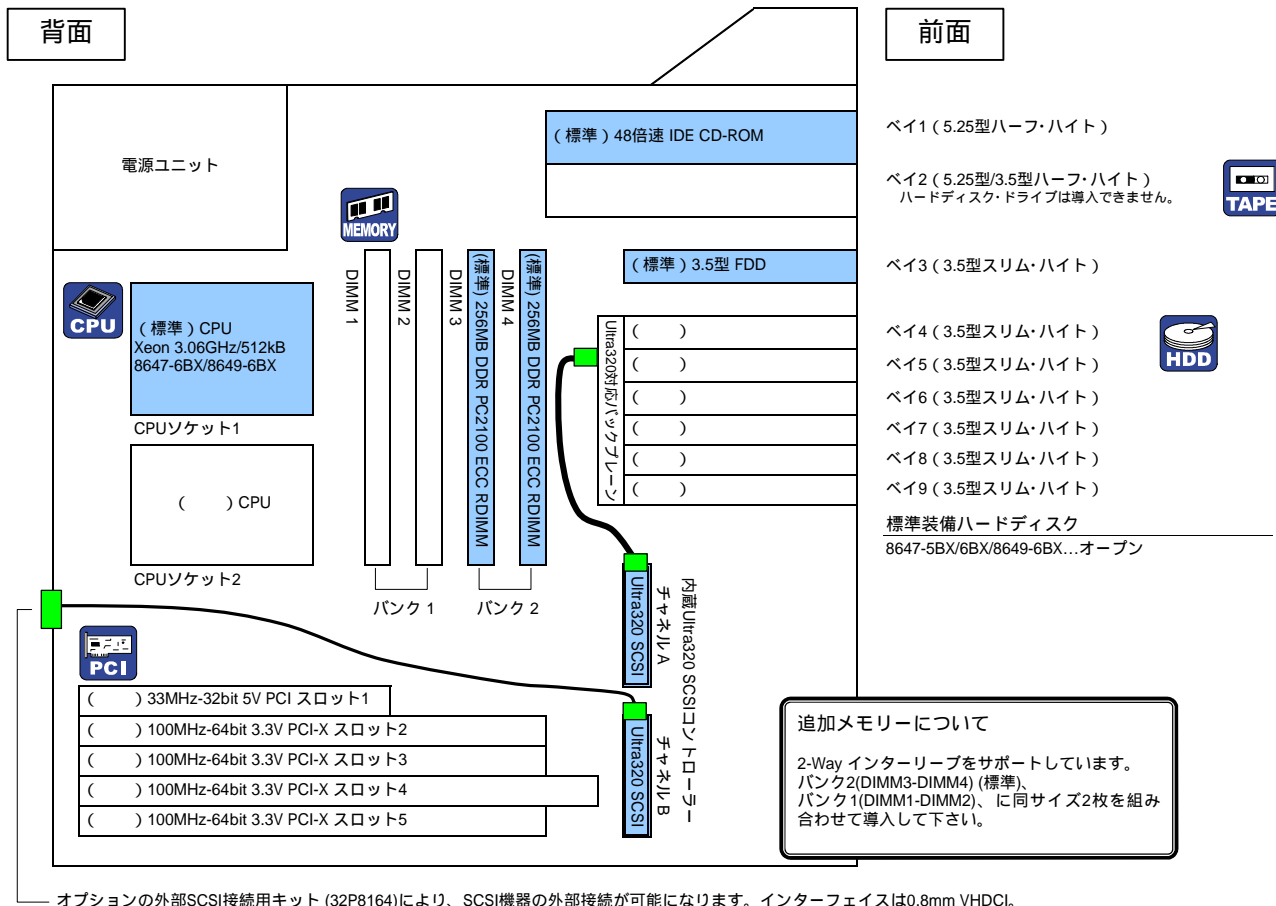 背面
前面
電源ユニット
(標準)48倍速 IDE CD-ROM
ベイ1(5.25型ハーフ・ハイト)
ベイ2(5.25型/3.5型ハーフ・ハイト)
ハードディスク・ドライブは導入できません。
TAPE
MEMORY
DIMM 1
DIMM 2
DIMM 3
(標準) 256MB DDR PC2100 ECC RDIMM
DIMM 4
(標準) 256MB DDR PC2100 ECC RDIMM
バンク 1
バンク 2
(標準)3.5型 FDD
ベイ3(3.5型スリム・ハイト)
CPU
(標準)CPU
Xeon 3.06GHz/512kB
8647-6BX/8649-6BX
CPUソケット1
( )CPU
CPUソケット2
Ultra320対応バックプレーン
( )
( )
( )
( )
( )
( )
ベイ4(3.5型スリム・ハイト)
ベイ5(3.5型スリム・ハイト)
ベイ6(3.5型スリム・ハイト)
ベイ7(3.5型スリム・ハイト)
ベイ8(3.5型スリム・ハイト)
ベイ9(3.5型スリム・ハイト)
HDD
標準装備ハードディスク
8647-5BX/6BX/8649-6BX…オープン
内蔵Ultra320 SCSIコントローラー
チャネル A
Ultra320 SCSI
チャネル B
Ultra320 SCSI
PCI
( )33MHz-32bit 5V PCI スロット1
( )100MHz-64bit 3.3V PCI-X スロット2
( )100MHz-64bit 3.3V PCI-X スロット3
( )100MHz-64bit 3.3V PCI-X スロット4
( )100MHz-64bit 3.3V PCI-X スロット5
追加メモリーについて
2-Way インターリーブをサポートしています。
バンク2(DIMM3-DIMM4) (標準)、
バンク1(DIMM1-DIMM2)、に同サイズ2枚を組み
合わせて導入して下さい。
オプションの外部SCSI接続用キット (32P8164)により、SCSI機器の外部接続が可能になります。インターフェイスは0.8mm VHDCI。